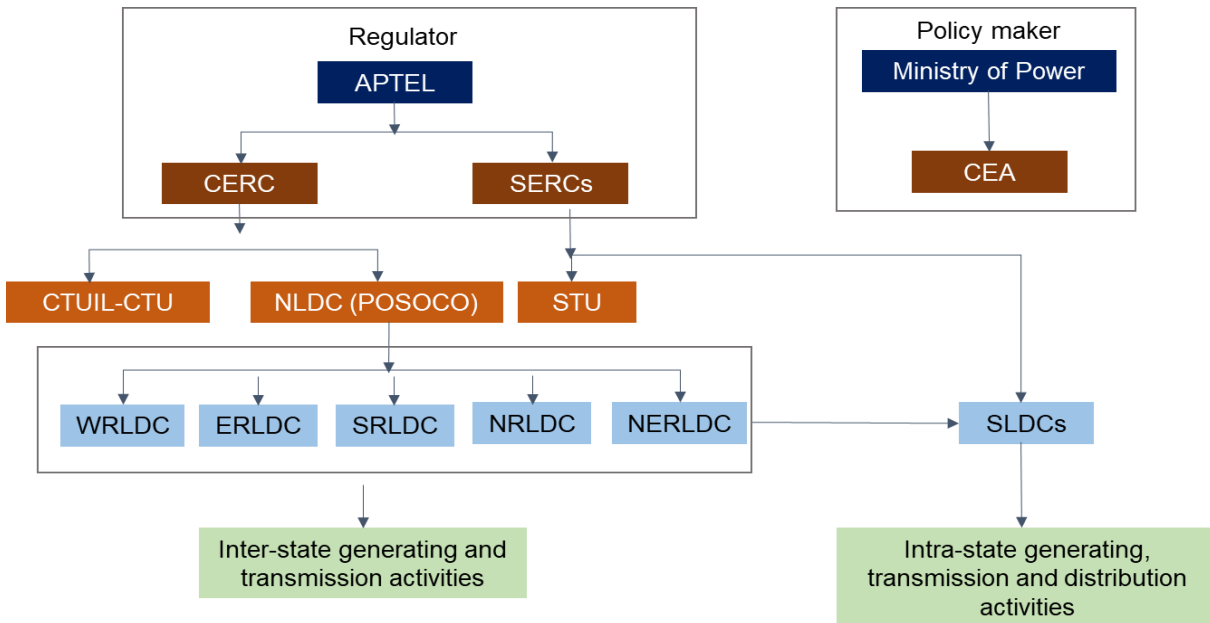 Regulator
APTEL
CERC
SERCs
Policy maker
Ministry of Power
CEA
CTUIL-CTU
NLDC (POSOCO)
STU
WRLDC
ERLDC
SRLDC
NRLDC
NERLDC
SLDCs
Inter-state generating and
transmission activities
Intra-state generating,
transmission and distribution
activities